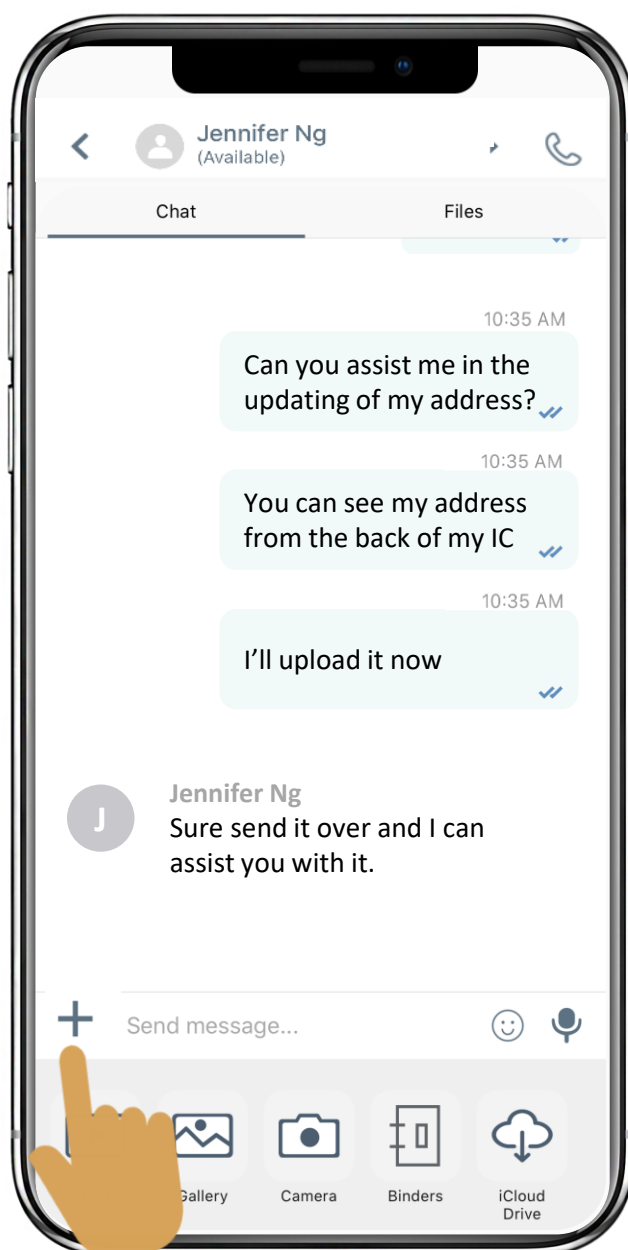 Jennifer Ng
(Available)
Chat
Files
10:35 AM
Can you assist me in the
updating of my address?
10:35 AM
You can see my address
from the back of my IC
10:35 AM
I’ll upload it now
J
Jennifer Ng
Sure send it over and I can
assist you with it.
Send message...
Gallery
Camera
Binders
iCloud
Drive